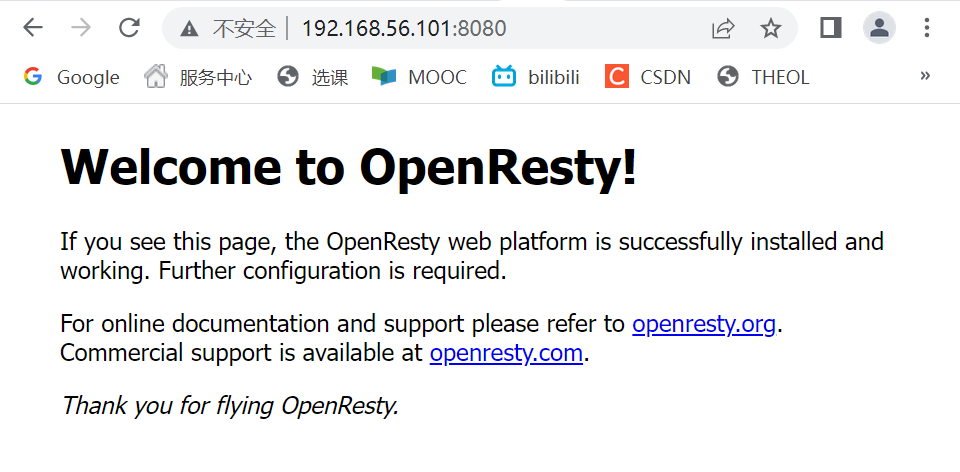 不安全 192.168.56.101:8080
Google 服务中心 选课 MOOC bilibili CSDN THEOL »
Welcome to OpenResty!
If you see this page, the OpenResty web platform is successfully installed and
working. Further configuration is required.
For online documentation and support please refer to openresty.org.
Commercial support is available at openresty.com.
Thank you for flying OpenResty.